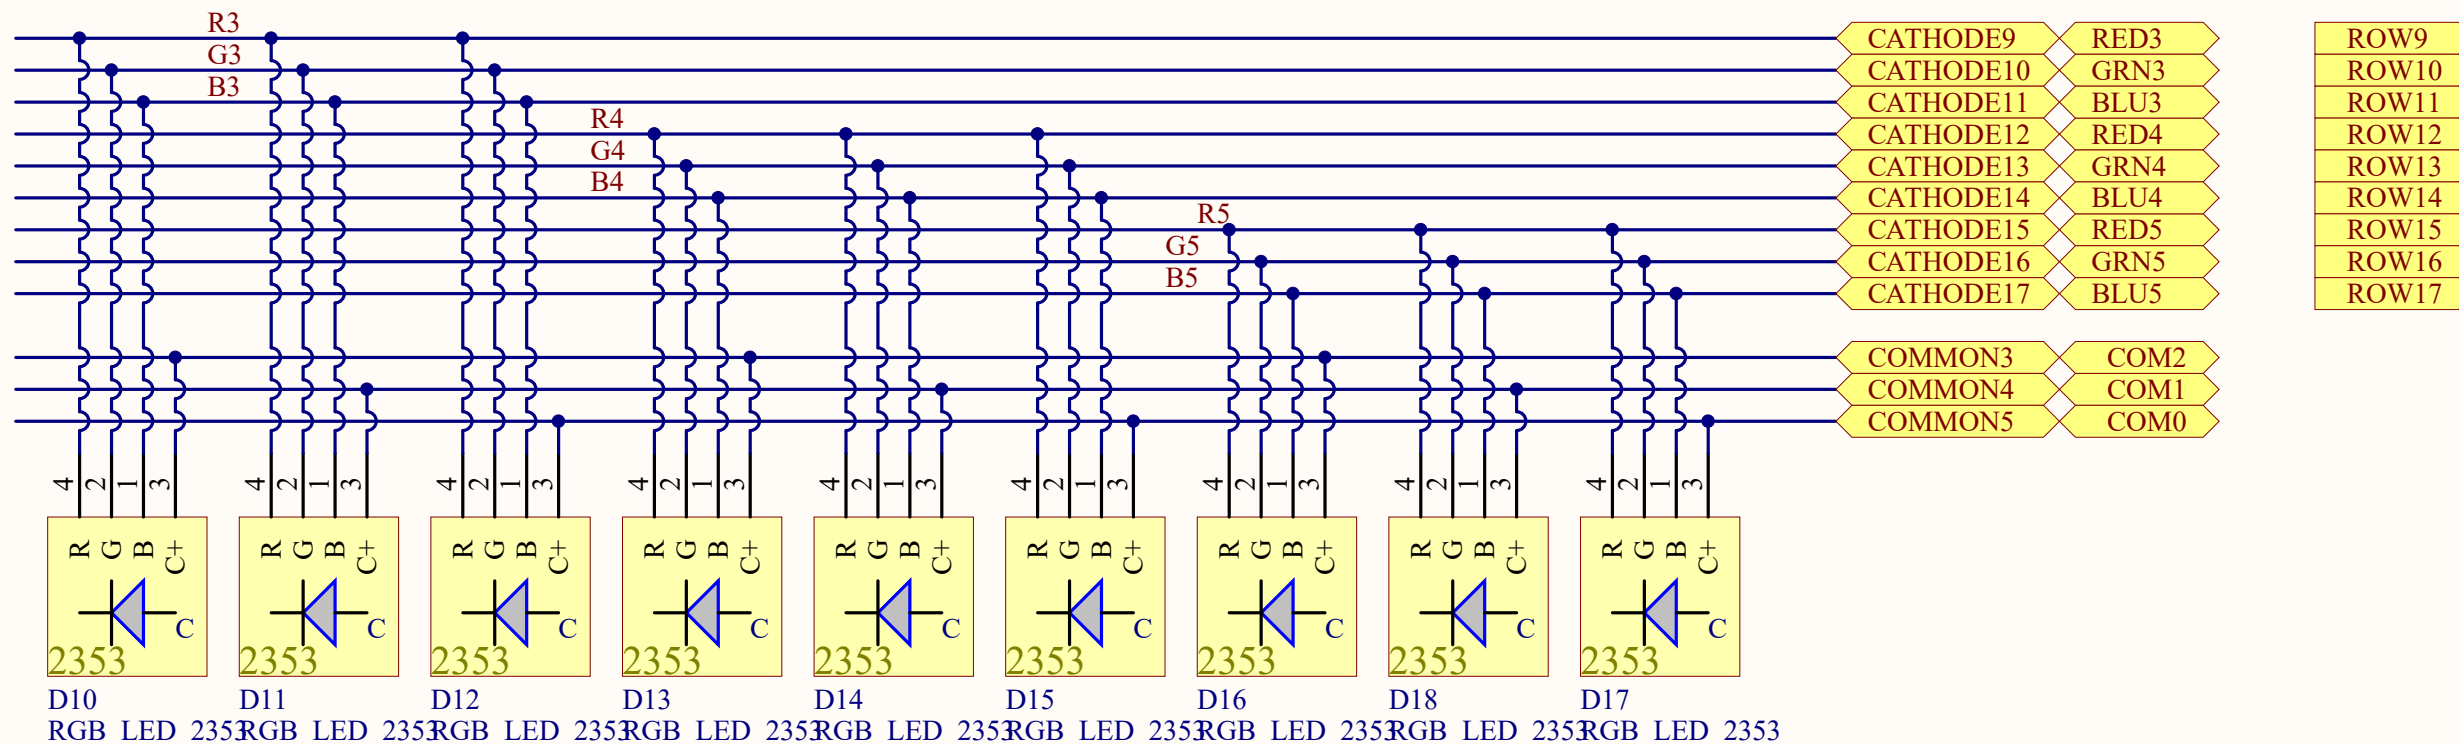 R3
CATHODE9 RED3 ROW9
G3
CATHODE10 GRN3 ROW10
B3
CATHODE11 BLU3 ROW11
R4
CATHODE12 RED4 ROW12
G4
CATHODE13 GRN4 ROW13
B4
CATHODE14 BLU4 ROW14
R5
CATHODE15 RED5 ROW15
G5
CATHODE16 GRN5 ROW16
B5
CATHODE17 BLU5 ROW17
COMMON3 COM2
COMMON4 COM1
COMMON5 COM0
4 2 1 3 4 2 1 3 4 2 1 3 4 2 1 3 4 2 1 3 4 2 1 3 4 2 1 3 4 2 1 3 4 2 1 3
R G B C+ R G B C+ R G B C+ R G B C+ R G B C+ R G B C+ R G B C+ R G B C+ R G B C+
C C C C C C C C C
2353 2353 2353 2353 2353 2353 2353 2353 2353
D10 D11 D12 D13 D14 D15 D16 D18 D17
RGB LED 2353 RGB LED 2353 RGB LED 2353 RGB LED 2353 RGB LED 2353 RGB LED 2353 RGB LED 2353 RGB LED 2353 RGB LED 2353